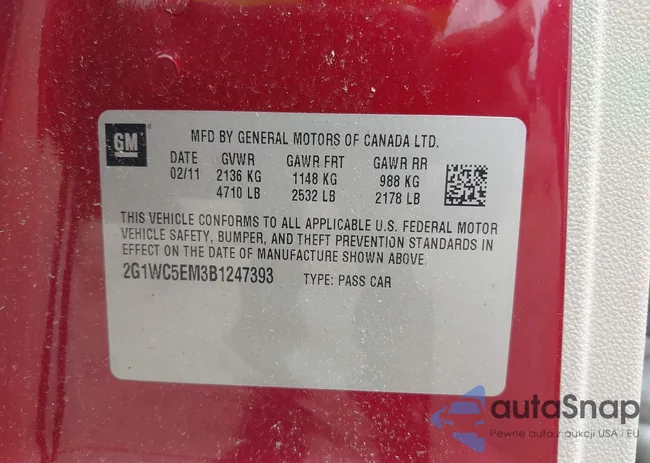 GM
MFD BY GENERAL MOTORS OF CANADA LTD.
DATE GVWR GAWR FRT GAWR RR
02/11 2136 KG 1148 KG 988 KG
4710 LB 2532 LB 2178 LB
THIS VEHICLE CONFORMS TO ALL APPLICABLE U.S. FEDERAL MOTOR
VEHICLE SAFETY, BUMPER, AND THEFT PREVENTION STANDARDS IN
EFFECT ON THE DATE OF MANUFACTURE SHOWN ABOVE.
2G1WC5EM3B1247393 TYPE: PASS CAR
autaSnap
Pewne auta z aukcji USA i EU